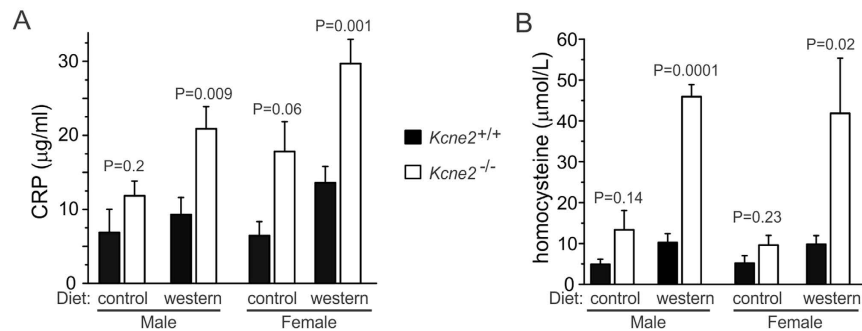 A
CRP (μg/ml)
30
20
10
0
P=0.2
P=0.009
P=0.06
P=0.001
Diet: control western control western
Male Female
Kcne2+/+
Kcne2-/-
B
homocysteine (μmol/L)
60
50
40
30
20
10
0
P=0.14
P=0.0001
P=0.23
P=0.02
Diet: control western control western
Male Female